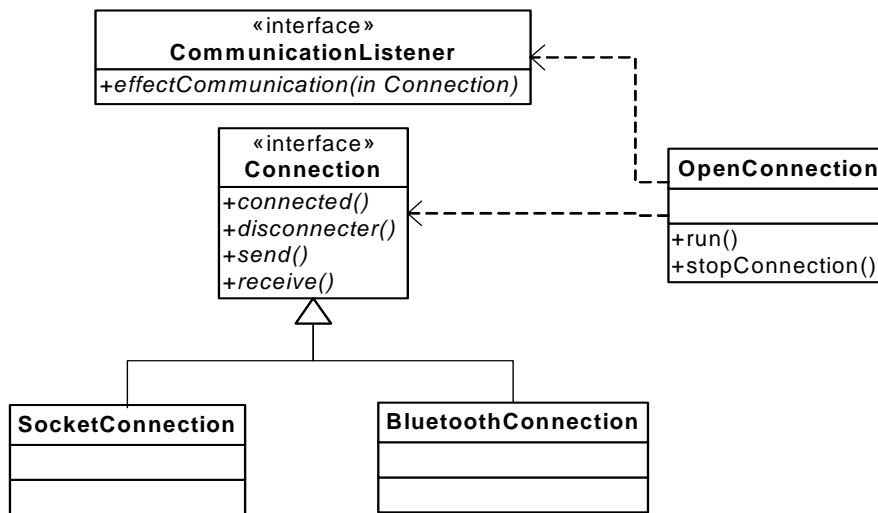 «interface»
CommunicationListener
+effectCommunication(in Connection)
«interface»
Connection
+connected()
+disconnecter()
+send()
+receive()
OpenConnection
+run()
+stopConnection()
SocketConnection
BluetoothConnection